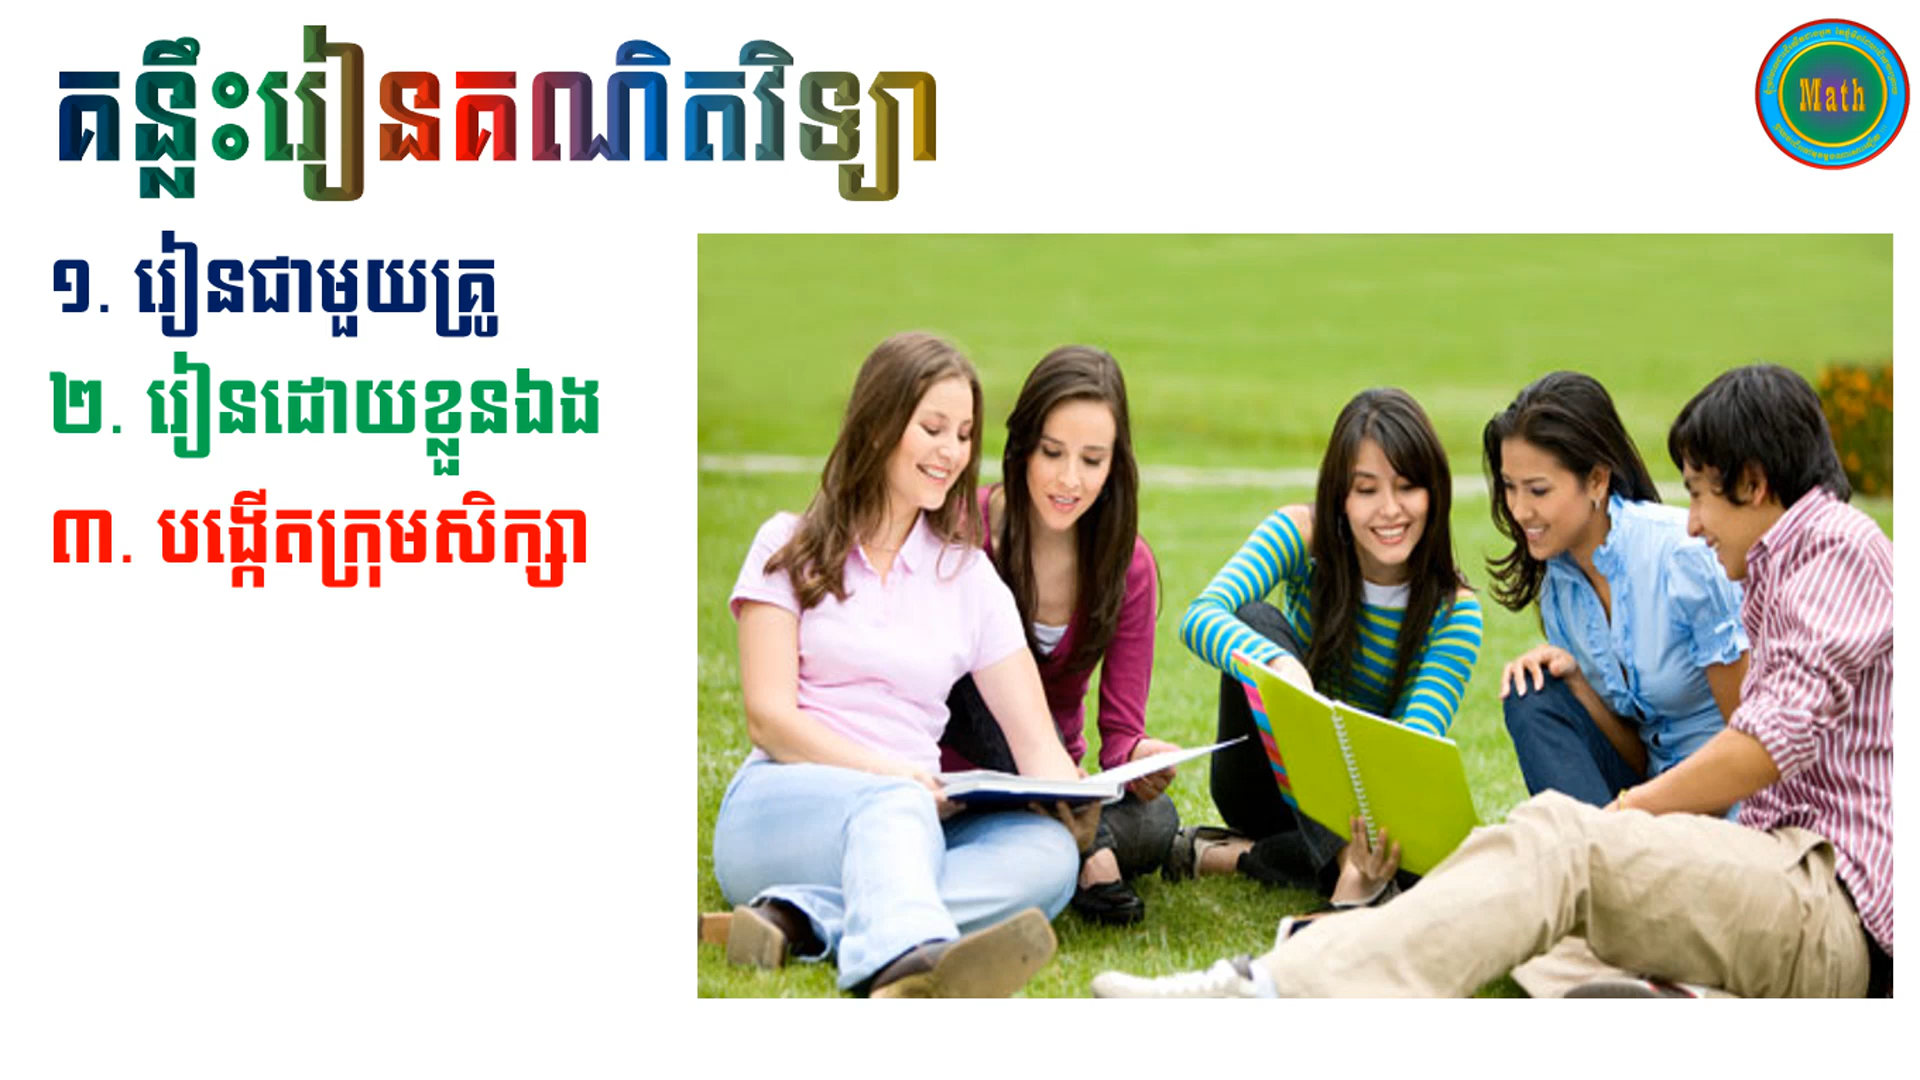 គន្លឹះរៀនគណិតវិទ្យា
Math
១. រៀនជាមួយគ្រូ
២. រៀនដោយខ្លួនឯង
៣. បង្កើតក្រុមសិក្សា